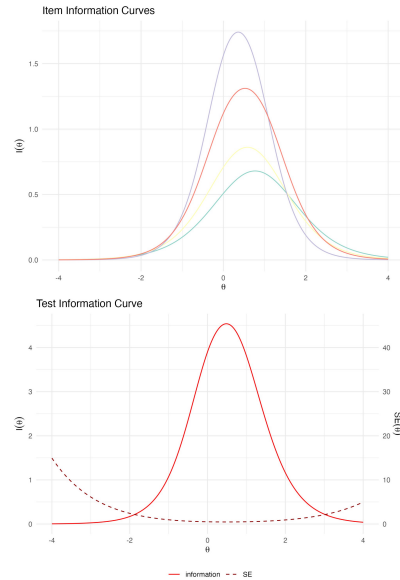 Item Information Curves
1.5
1.0
0.5
0.0
I(θ)
-4 -2 0 2 4
θ
Test Information Curve
4 40
3 30
2 20
1 10
0 0
I(θ)
SE(θ)
-4 -2 0 2 4
θ
information SE